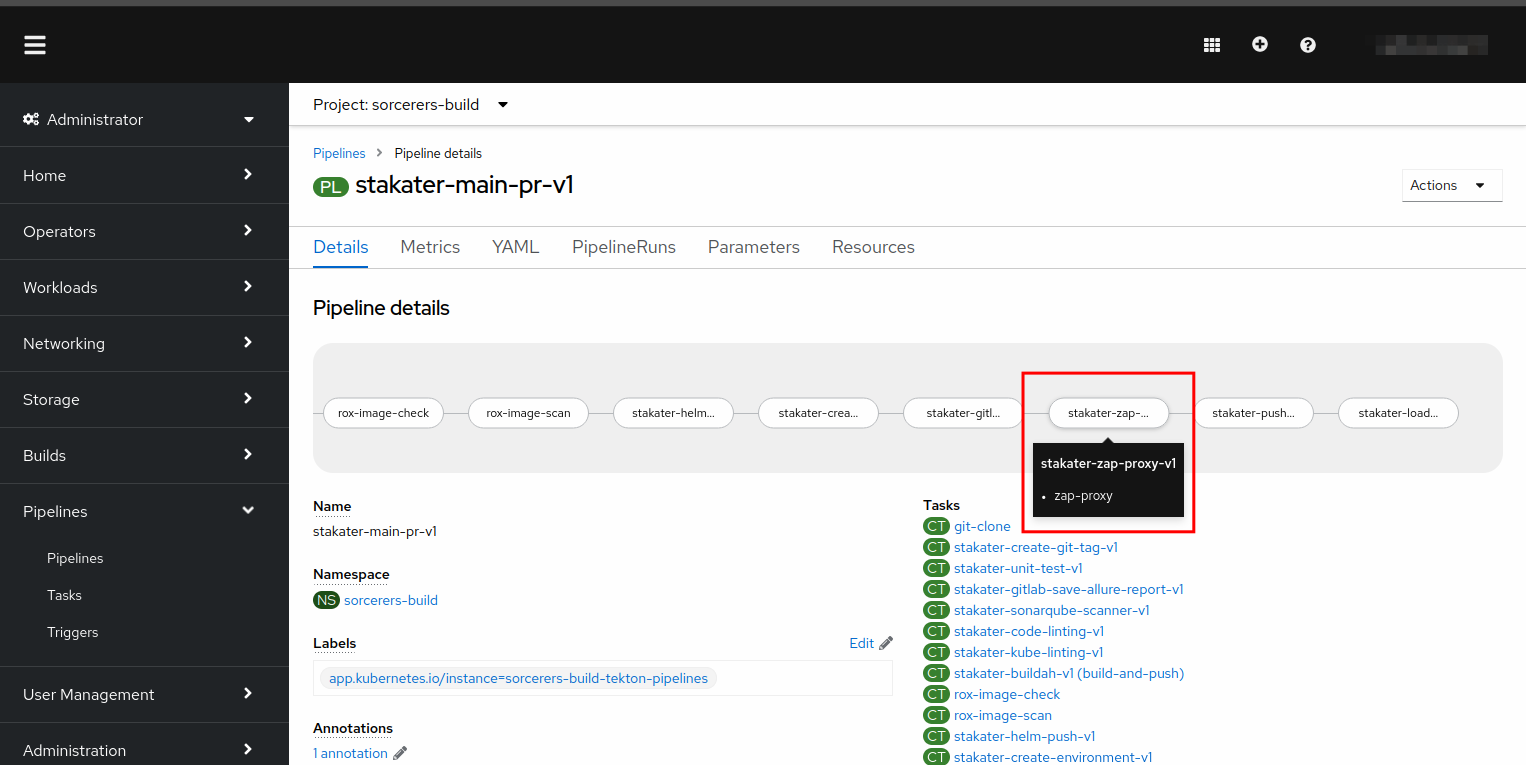 Project: sorcerers-build
Administrator
Home
Operators
Workloads
Networking
Storage
Builds
Pipelines
Pipelines
Tasks
Triggers
User Management
Administration
Pipelines > Pipeline details
PL stakater-main-pr-v1
Actions
Details Metrics YAML PipelineRuns Parameters Resources
Pipeline details
rox-image-check rox-image-scan stakater-helm... stakater-crea... stakater-gitl... stakater-zap-... stakater-push... stakater-load...
stakater-zap-proxy-v1
• zap-proxy
Name
stakater-main-pr-v1
Namespace
NS sorcerers-build
Labels
Edit
app.kubernetes.io/instance=sorcerers-build-tekton-pipelines
Annotations
1 annotation
Tasks
CT git-clone
CT stakater-create-git-tag-v1
CT stakater-unit-test-v1
CT stakater-gitlab-save-allure-report-v1
CT stakater-sonarqube-scanner-v1
CT stakater-code-linting-v1
CT stakater-kube-linting-v1
CT stakater-buildah-v1 (build-and-push)
CT rox-image-check
CT rox-image-scan
CT stakater-helm-push-v1
CT stakater-create-environment-v1